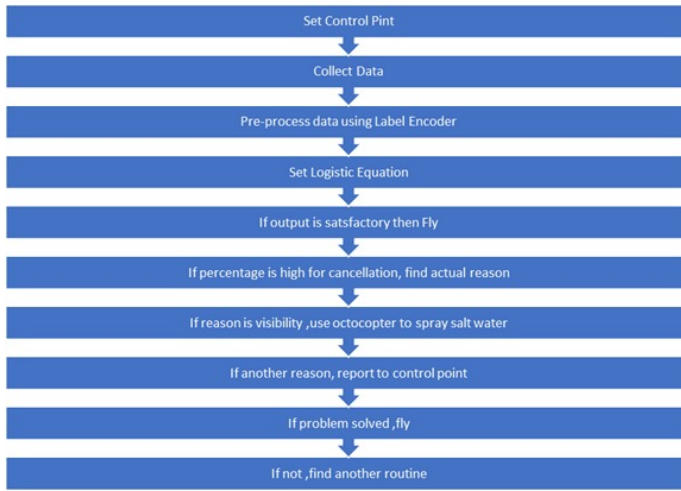 Set Control Pint
Collect Data
Pre-process data using Label Encoder
Set Logistic Equation
If output is satsfactory then Fly
If percentage is high for cancellation, find actual reason
If reason is visibility ,use octocopter to spray salt water
If another reason, report to control point
If problem solved ,fly
If not ,find another routine